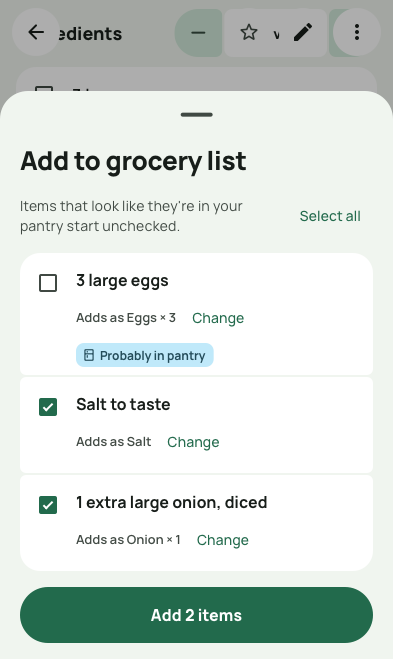 edients
Add to grocery list
Items that look like they're in your
pantry start unchecked.
Select all
3 large eggs
Adds as Eggs × 3 Change
Probably in pantry
Salt to taste
Adds as Salt Change
1 extra large onion, diced
Adds as Onion × 1 Change
Add 2 items